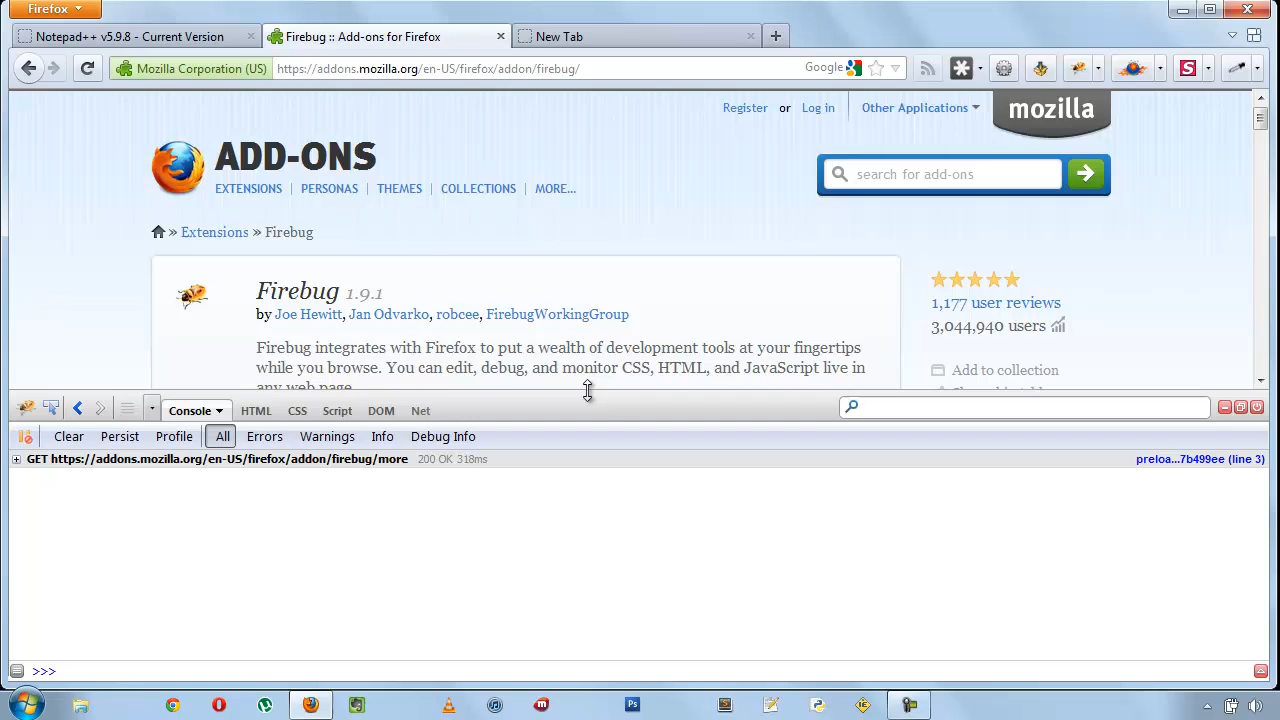 Firefox
Notepad++ v5.9.8 - Current Version
Firebug :: Add-ons for Firefox
New Tab
Mozilla Corporation (US)
https://addons.mozilla.org/en-US/firefox/addon/firebug/
Google
Register or Log in
Other Applications
mozilla
ADD-ONS
EXTENSIONS | PERSONAS | THEMES | COLLECTIONS | MORE...
search for add-ons
» Extensions » Firebug
Firebug 1.9.1
by Joe Hewitt, Jan Odvarko, robcee, FirebugWorkingGroup
Firebug integrates with Firefox to put a wealth of development tools at your fingertips
while you browse. You can edit, debug, and monitor CSS, HTML, and JavaScript live in
any web page
1,177 user reviews
3,044,940 users
Add to collection
Console HTML CSS Script DOM Net
Clear Persist Profile All Errors Warnings Info Debug Info
GET https://addons.mozilla.org/en-US/firefox/addon/firebug/more 200 OK 318ms
preloa...7b499ee (line 3)
>>>
Ps